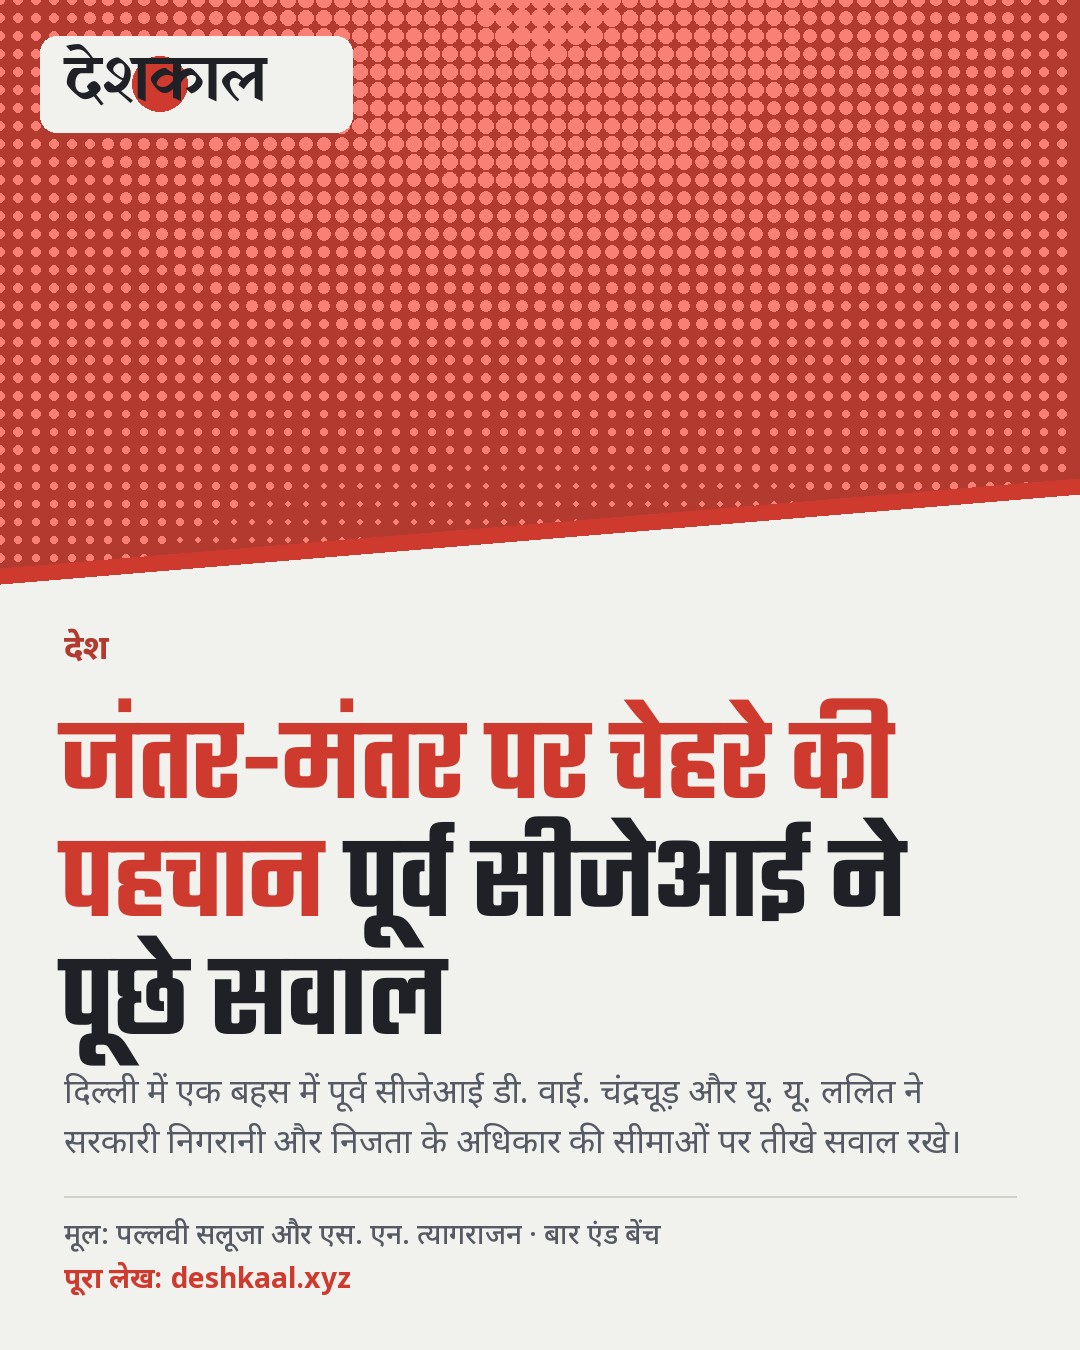 देशकाल
देश
जंतर-मंतर पर चेहरे की
पहचान पूर्व सीजेआई ने
पूछे सवाल
दिल्ली में एक बहस में पूर्व सीजेआई डी. वाई. चंद्रचूड़ और यू. यू. ललित ने
सरकारी निगरानी और निजता के अधिकार की सीमाओं पर तीखे सवाल रखे।
मूल: पल्लवी सलूजा और एस. एन. त्यागराजन · बार एंड बेंच
पूरा लेख: deshkaal.xyz